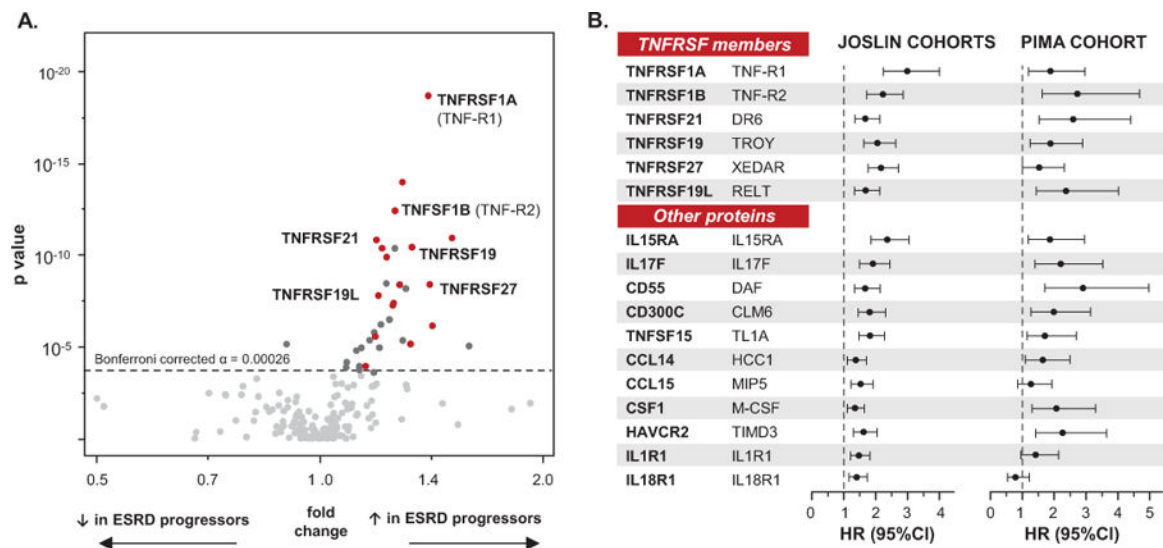 A.
p value
10-20
10-15
10-10
10-5
10-0
TNFRSF1A
(TNF-R1)
TNFSF1B (TNF-R2)
TNFRSF21
TNFRSF19
TNFRSF19L
TNFRSF27
Bonferroni corrected α = 0.00026
0.5 0.7 1.0 1.4 2.0
↓ in ESRD progressors
fold
change
↑ in ESRD progressors
B.
TNFRSF members JOSLIN COHORTS PIMA COHORT
TNFRSF1A TNF-R1
TNFRSF1B TNF-R2
TNFRSF21 DR6
TNFRSF19 TROY
TNFRSF27 XEDAR
TNFRSF19L RELT
Other proteins
IL15RA IL15RA
IL17F IL17F
CD55 DAF
CD300C CLM6
TNFSF15 TL1A
CCL14 HCC1
CCL15 MIP5
CSF1 M-CSF
HAVCR2 TIMD3
IL1R1 IL1R1
IL18R1 IL18R1
0 1 2 3 4 0 1 2 3 4 5
HR (95%CI) HR (95%CI)